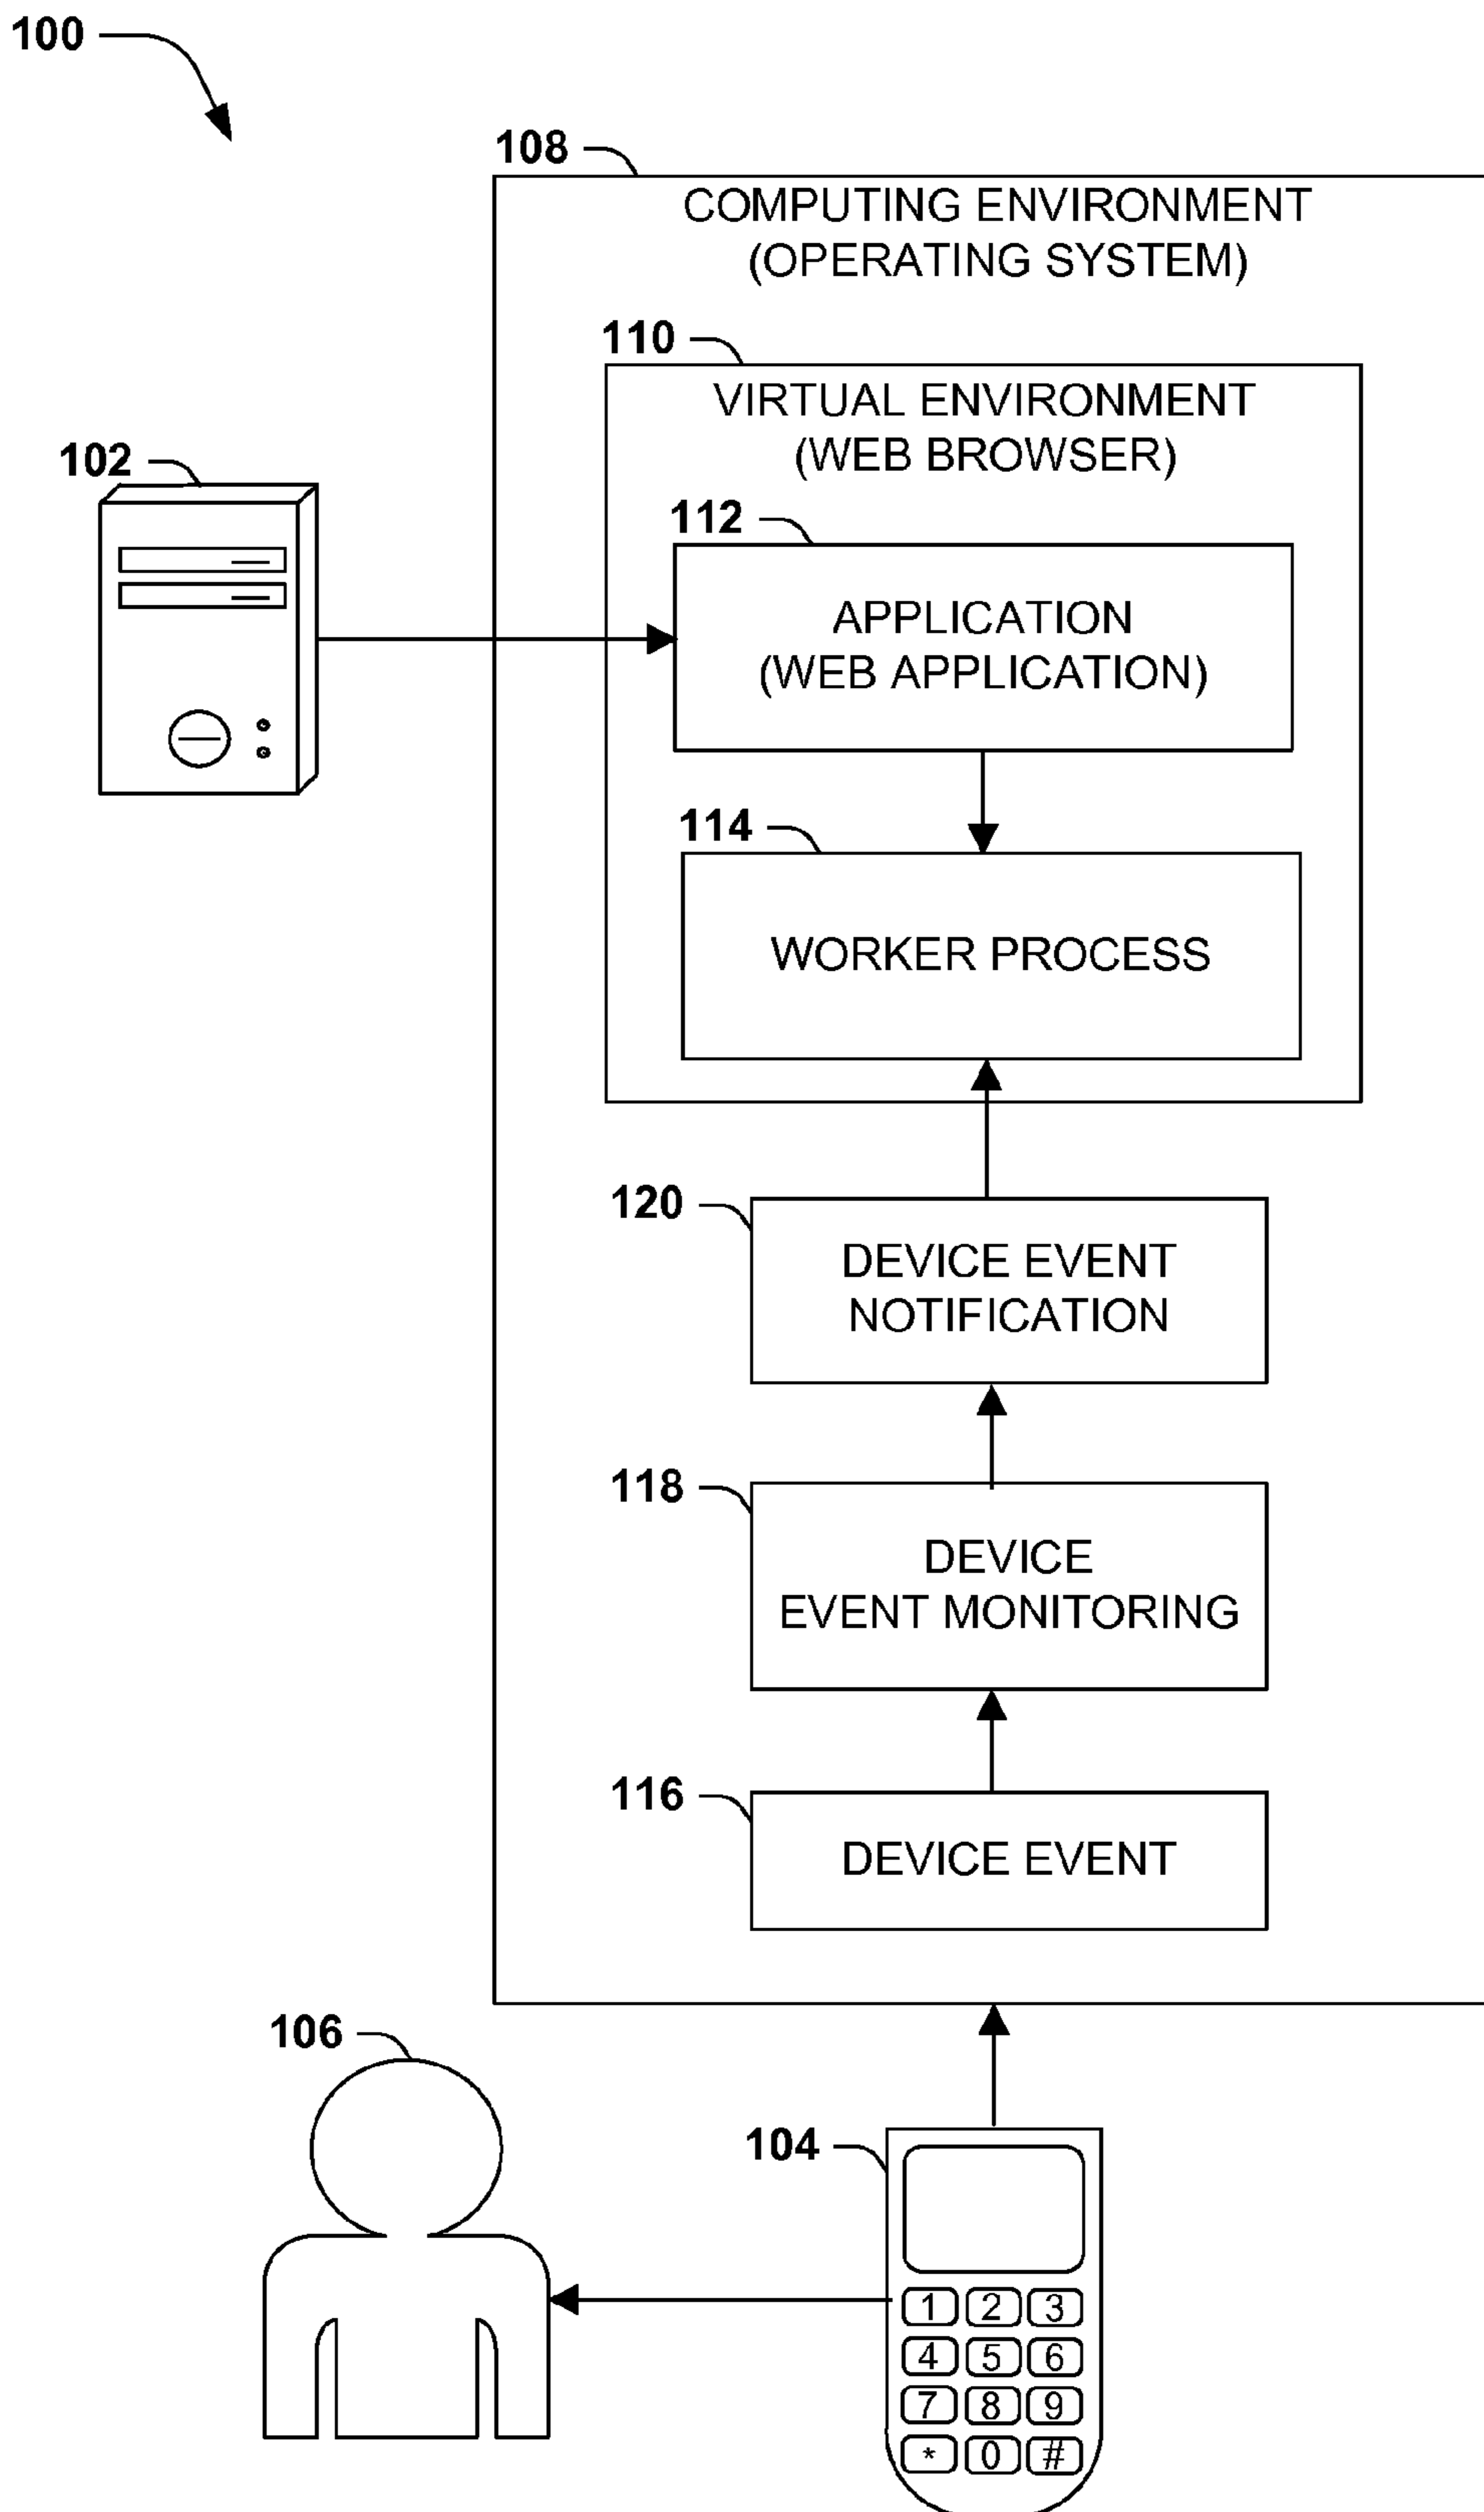 100
108
COMPUTING ENVIRONMENT
(OPERATING SYSTEM)
110
VIRTUAL ENVIRONMENT
(WEB BROWSER)
102
112
APPLICATION
(WEB APPLICATION)
114
WORKER PROCESS
120
DEVICE EVENT
NOTIFICATION
118
DEVICE
EVENT MONITORING
116
DEVICE EVENT
106
104
1 2 3
4 5 6
7 8 9
* 0 #